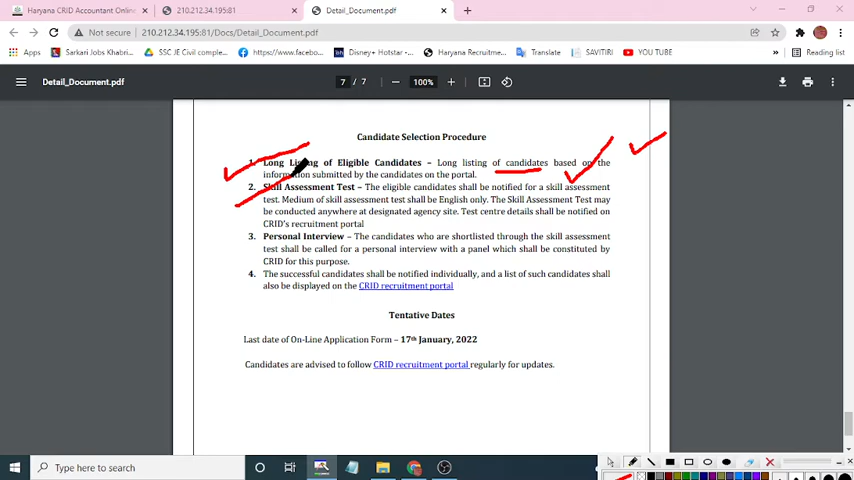 Haryana CRID Accountant Online
210.212.34.195:81
Detail_Document.pdf
Not secure | 210.212.34.195:81/Docs/Detail_Document.pdf
Apps
Sarkari Jobs Khabri...
SSC JE Civil complet...
https://www.facebo...
Disney+ Hotstar -...
Haryana Recruitme...
Translate
SAVITIRI
YOU TUBE
Reading list
Detail_Document.pdf
7 / 7
100%
Candidate Selection Procedure
1. Long Listing of Eligible Candidates – Long listing of candidates based on the
information submitted by the candidates on the portal.
2. Skill Assessment Test – The eligible candidates shall be notified for a skill assessment
test. Medium of skill assessment test shall be English only. The Skill Assessment Test may
be conducted anywhere at designated agency site. Test centre details shall be notified on
CRID's recruitment portal
3. Personal Interview – The candidates who are shortlisted through the skill assessment
test shall be called for a personal interview with a panel which shall be constituted by
CRID for this purpose.
4. The successful candidates shall be notified individually, and a list of such candidates shall
also be displayed on the CRID recruitment portal
Tentative Dates
Last date of On-Line Application Form – 17th January, 2022
Candidates are advised to follow CRID recruitment portal regularly for updates.
Type here to search